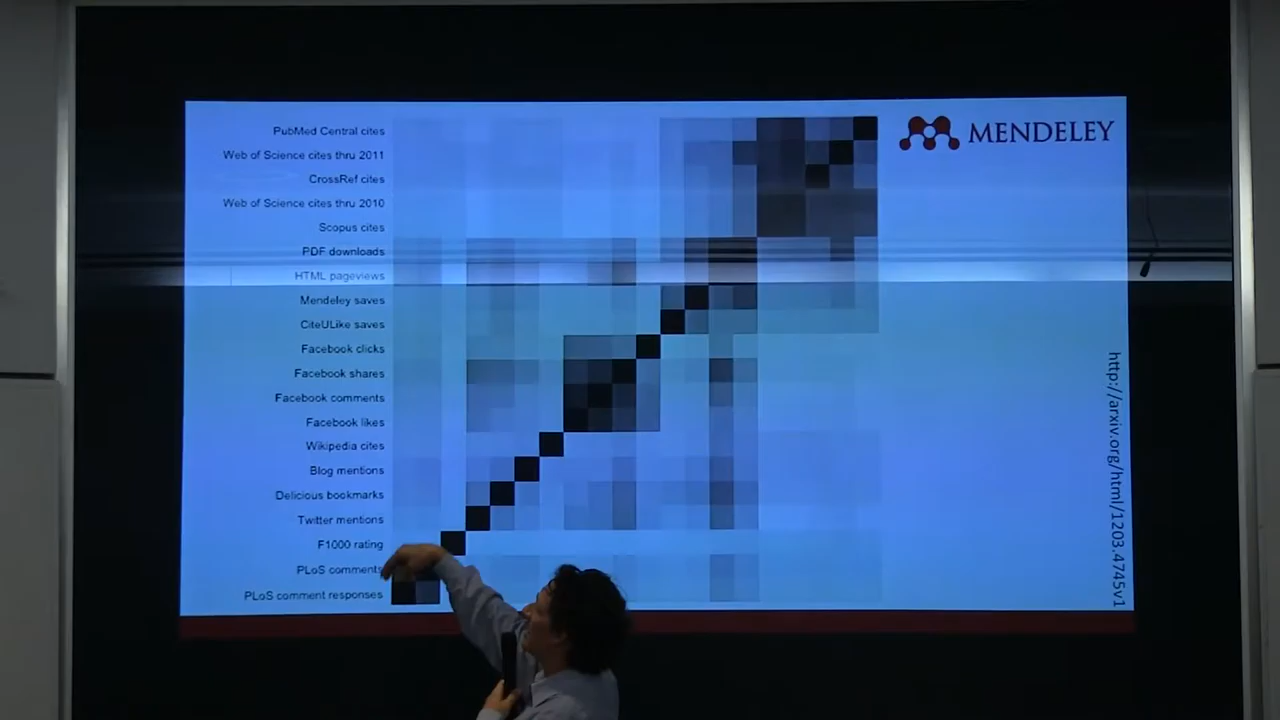 PubMed Central cites
MENDELEY
Web of Science cites thru 2011
CrossRef cites
Web of Science cites thru 2010
Scopus cites
PDF downloads
HTML pageviews
Mendeley saves
CiteULike saves
Facebook clicks
Facebook shares
Facebook comments
Facebook likes
Wikipedia cites
Blog mentions
Delicious bookmarks
Twitter mentions
F1000 rating
PLoS comments
PLoS comment responses
http://arxiv.org/html/1203.4745v1